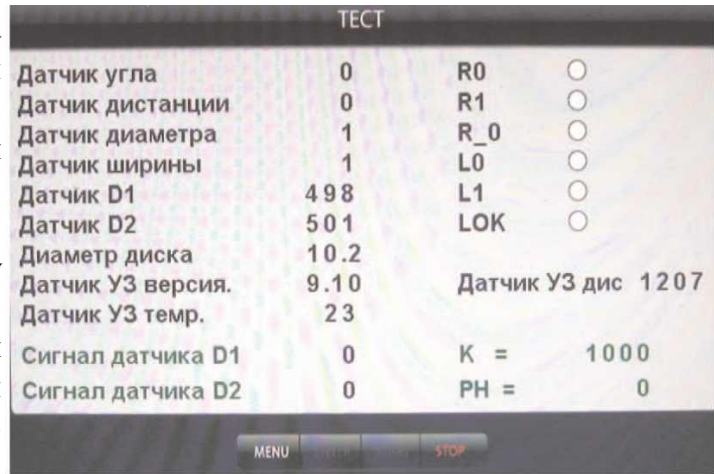 ТЕСТ
Датчик угла 0 R0
Датчик дистанции 0 R1
Датчик диаметра 1 R_0
Датчик ширины 1 L0
Датчик D1 498 L1
Датчик D2 501 LOK
Диаметр диска 10.2
Датчик УЗ версия. 9.10 Датчик УЗ дис 1207
Датчик УЗ темр. 23
Сигнал датчика D1 0 K = 1000
Сигнал датчика D2 0 PH = 0
MENU STOP